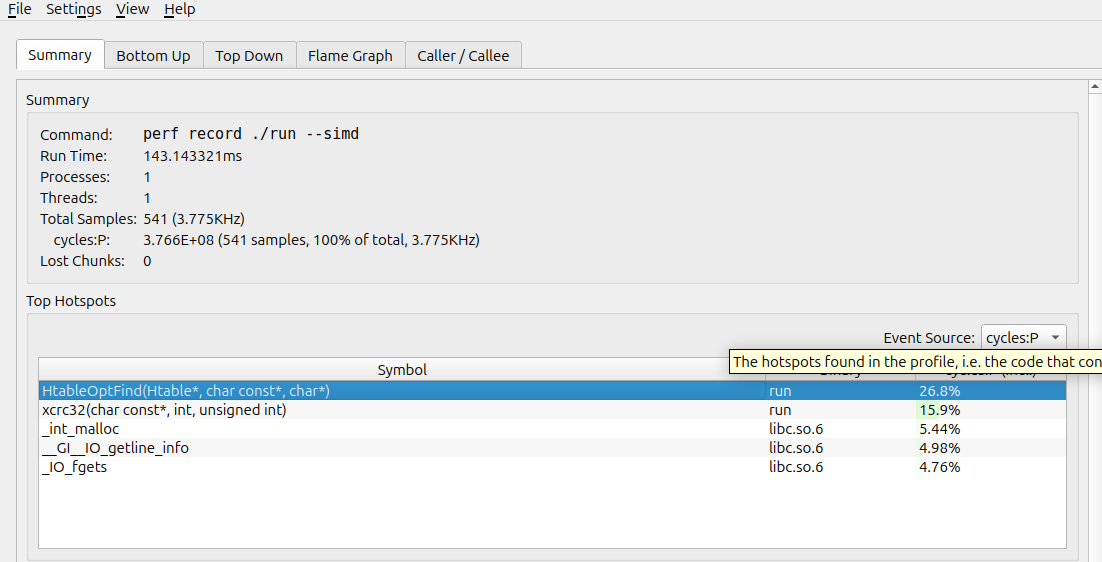 File Settings View Help
Summary Bottom Up Top Down Flame Graph Caller / Callee
Summary
Command: perf record ./run --simd
Run Time: 143.143321ms
Processes: 1
Threads: 1
Total Samples: 541 (3.775KHz)
cycles:P: 3.766E+08 (541 samples, 100% of total, 3.775KHz)
Lost Chunks: 0
Top Hotspots
Event Source: cycles:P
The hotspots found in the profile, i.e. the code that con
Symbol
HtableOptFind(Htable*, char const*, char*) run 26.8%
xcrc32(char const*, int, unsigned int) run 15.9%
_int_malloc libc.so.6 5.44%
__GI__IO_getline_info libc.so.6 4.98%
_IO_fgets libc.so.6 4.76%